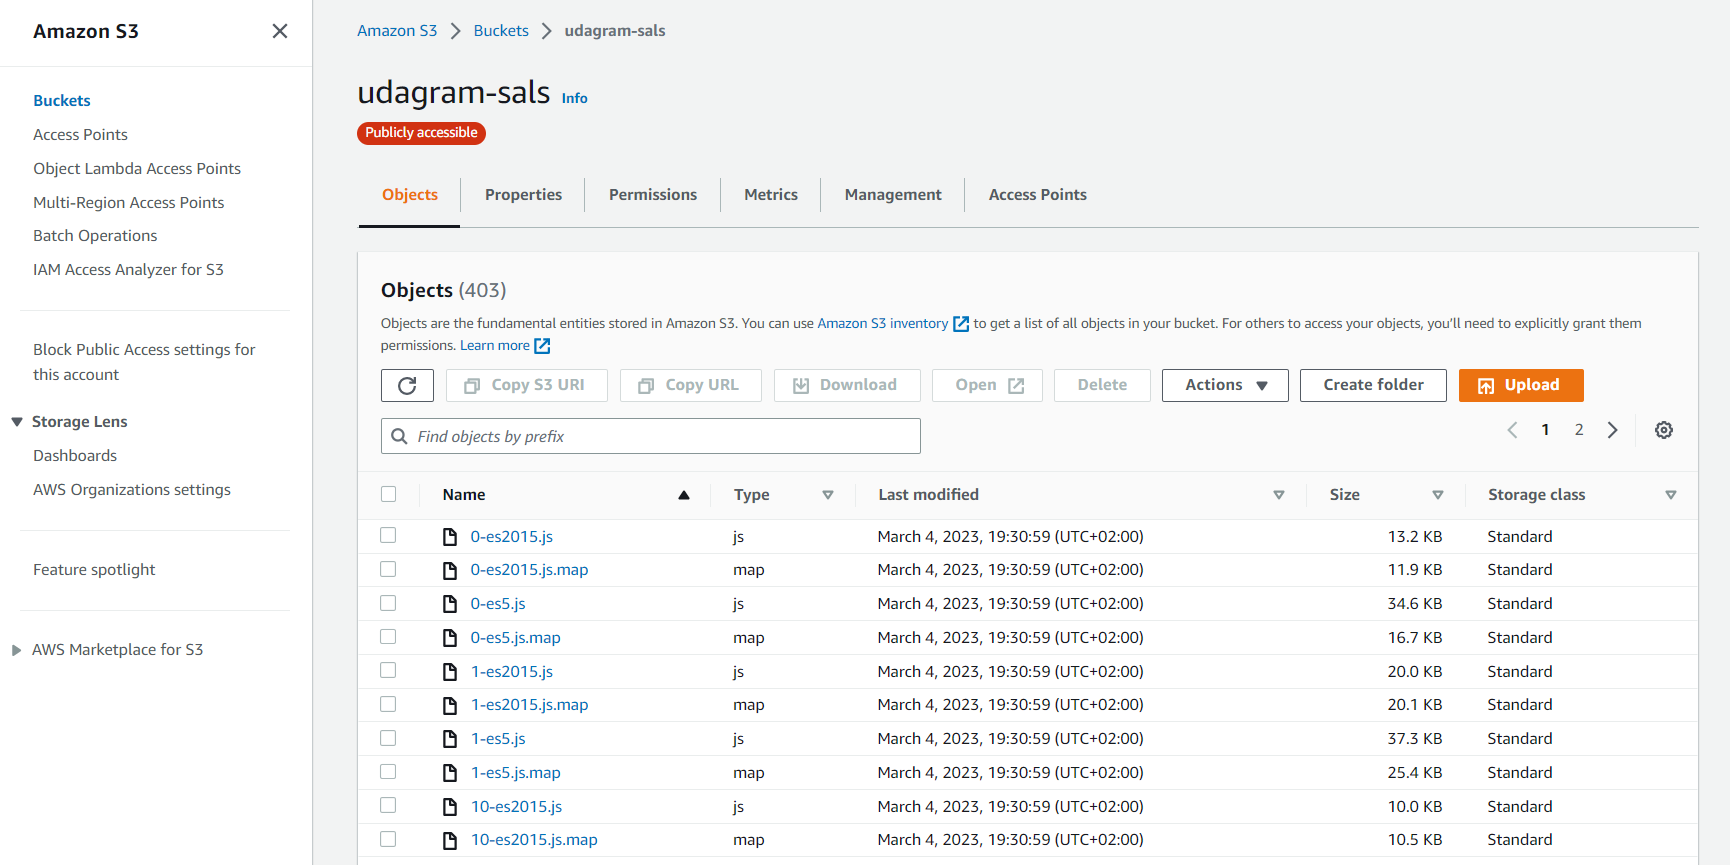 Amazon S3
Buckets
Access Points
Object Lambda Access Points
Multi-Region Access Points
Batch Operations
IAM Access Analyzer for S3
Block Public Access settings for
this account
Storage Lens
Dashboards
AWS Organizations settings
Feature spotlight
AWS Marketplace for S3
Amazon S3 > Buckets > udagram-sals
udagram-sals Info
Publicly accessible
Objects Properties Permissions Metrics Management Access Points
Objects (403)
Objects are the fundamental entities stored in Amazon S3. You can use Amazon S3 inventory to get a list of all objects in your bucket. For others to access your objects, you’ll need to explicitly grant them
permissions. Learn more
Copy S3 URI Copy URL Download Open Delete Actions Create folder Upload
Find objects by prefix
1 2
Name Type Last modified Size Storage class
0-es2015.js js March 4, 2023, 19:30:59 (UTC+02:00) 13.2 KB Standard
0-es2015.js.map map March 4, 2023, 19:30:59 (UTC+02:00) 11.9 KB Standard
0-es5.js js March 4, 2023, 19:30:59 (UTC+02:00) 34.6 KB Standard
0-es5.js.map map March 4, 2023, 19:30:59 (UTC+02:00) 16.7 KB Standard
1-es2015.js js March 4, 2023, 19:30:59 (UTC+02:00) 20.0 KB Standard
1-es2015.js.map map March 4, 2023, 19:30:59 (UTC+02:00) 20.1 KB Standard
1-es5.js js March 4, 2023, 19:30:59 (UTC+02:00) 37.3 KB Standard
1-es5.js.map map March 4, 2023, 19:30:59 (UTC+02:00) 25.4 KB Standard
10-es2015.js js March 4, 2023, 19:30:59 (UTC+02:00) 10.0 KB Standard
10-es2015.js.map map March 4, 2023, 19:30:59 (UTC+02:00) 10.5 KB Standard